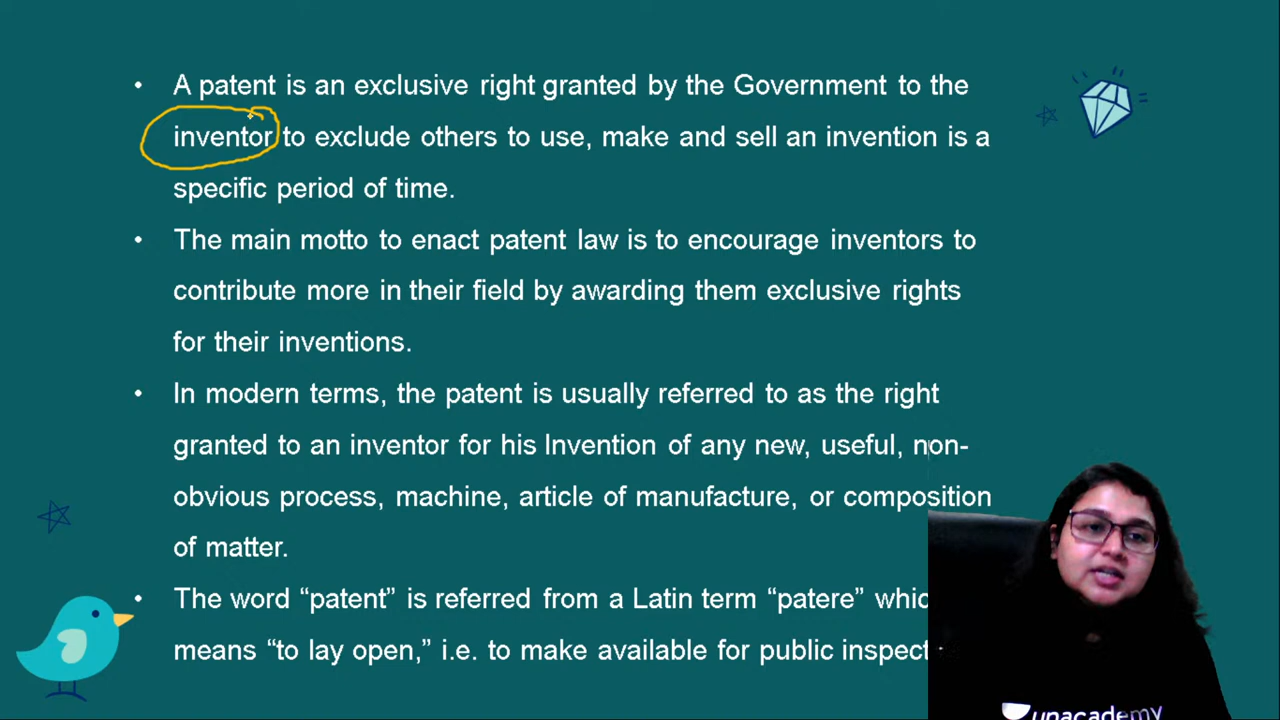 • A patent is an exclusive right granted by the Government to the
inventor to exclude others to use, make and sell an invention is a
specific period of time.
• The main motto to enact patent law is to encourage inventors to
contribute more in their field by awarding them exclusive rights
for their inventions.
• In modern terms, the patent is usually referred to as the right
granted to an inventor for his Invention of any new, useful, non-
obvious process, machine, article of manufacture, or composition
of matter.
• The word “patent” is referred from a Latin term “patere”
means “to lay open,” i.e. to make available for public
unacademy